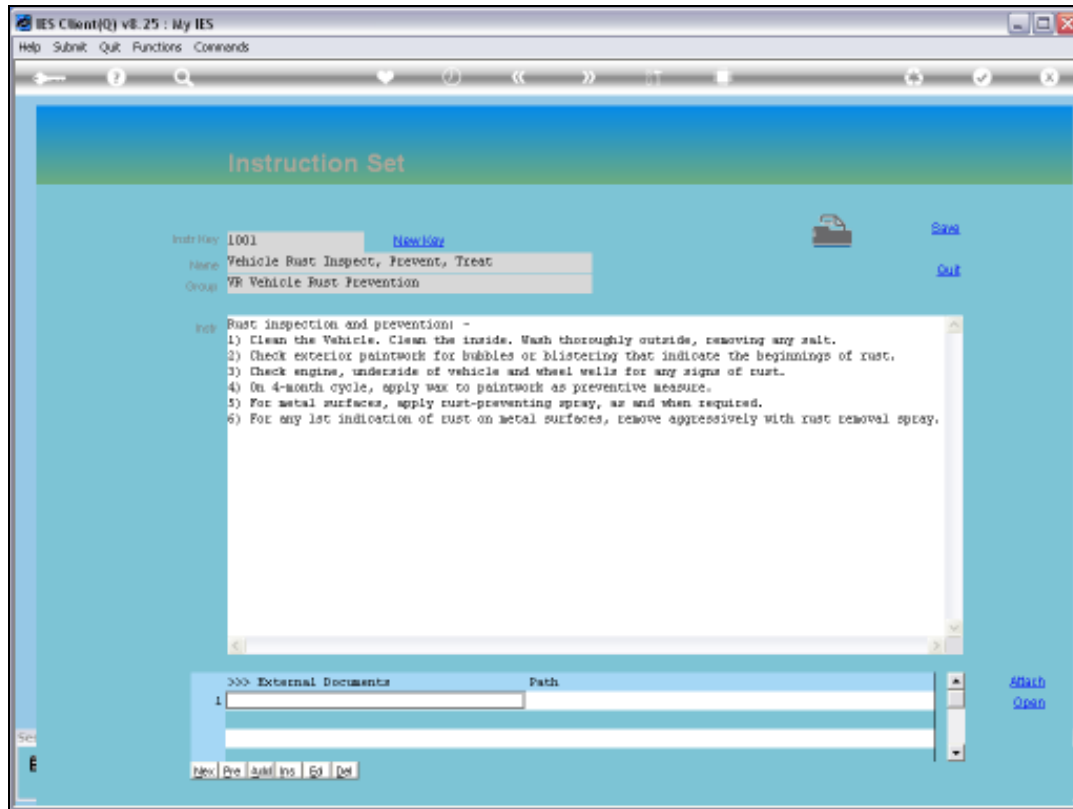 IES Client(Q) v8.25 : My IES
Help Submit Quit Functions Commands
Instruction Set
Instr Key 1001 New Key
Save
Name Vehicle Rust Inspect, Prevent, Treat
Quit
Group VR Vehicle Rust Prevention
Instr Rust inspection and prevention: -
1) Clean the Vehicle. Clean the inside. Wash thoroughly outside, removing any salt.
2) Check exterior paintwork for bubbles or blistering that indicate the beginnings of rust.
3) Check engine, underside of vehicle and wheel wells for any signs of rust.
4) On 4-month cycle, apply wax to paintwork as preventive measure.
5) For metal surfaces, apply rust-preventing spray, as and when required.
6) For any 1st indication of rust on metal surfaces, remove aggressively with rust removal spray.
>>> External Documents Path
Attach
1
Open
Nex Pre Add Ins Ed Del